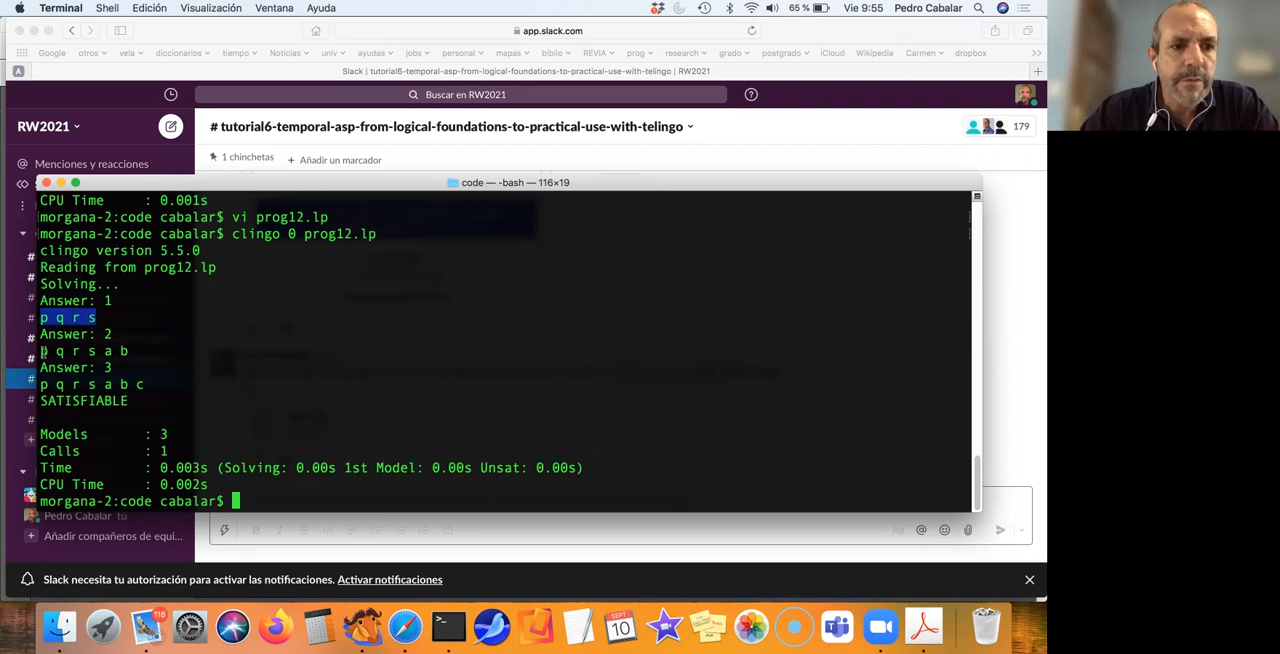 Terminal Shell Edición Visualización Ventana Ayuda
65 % Vie 9:55 Pedro Cabalar
app.slack.com
Google otros vela diccionarios tiempo Noticias univ ayudas jobs personal mapas biblio REVIA prog research grado postgrado iCloud Wikipedia Carmen dropbox
A Slack | tutorial6-temporal-asp-from-logical-foundations-to-practical-use-with-telingo | RW2021
Buscar en RW2021
RW2021
# tutorial6-temporal-asp-from-logical-foundations-to-practical-use-with-telingo
179
Menciones y reacciones
1 chinchetas + Añadir un marcador
code — -bash — 116×19
CPU Time : 0.001s
morgana-2:code cabalar$ vi prog12.lp
morgana-2:code cabalar$ clingo 0 prog12.lp
clingo version 5.5.0
Reading from prog12.lp
Solving...
Answer: 1
p q r s
Answer: 2
p q r s a b
Answer: 3
p q r s a b c
SATISFIABLE
Models : 3
Calls : 1
Time : 0.003s (Solving: 0.00s 1st Model: 0.00s Unsat: 0.00s)
CPU Time : 0.002s
morgana-2:code cabalar$
Pedro Cabalar tú
+ Añadir compañeros de equi...
Slack necesita tu autorización para activar las notificaciones. Activar notificaciones
118
SEPT
10